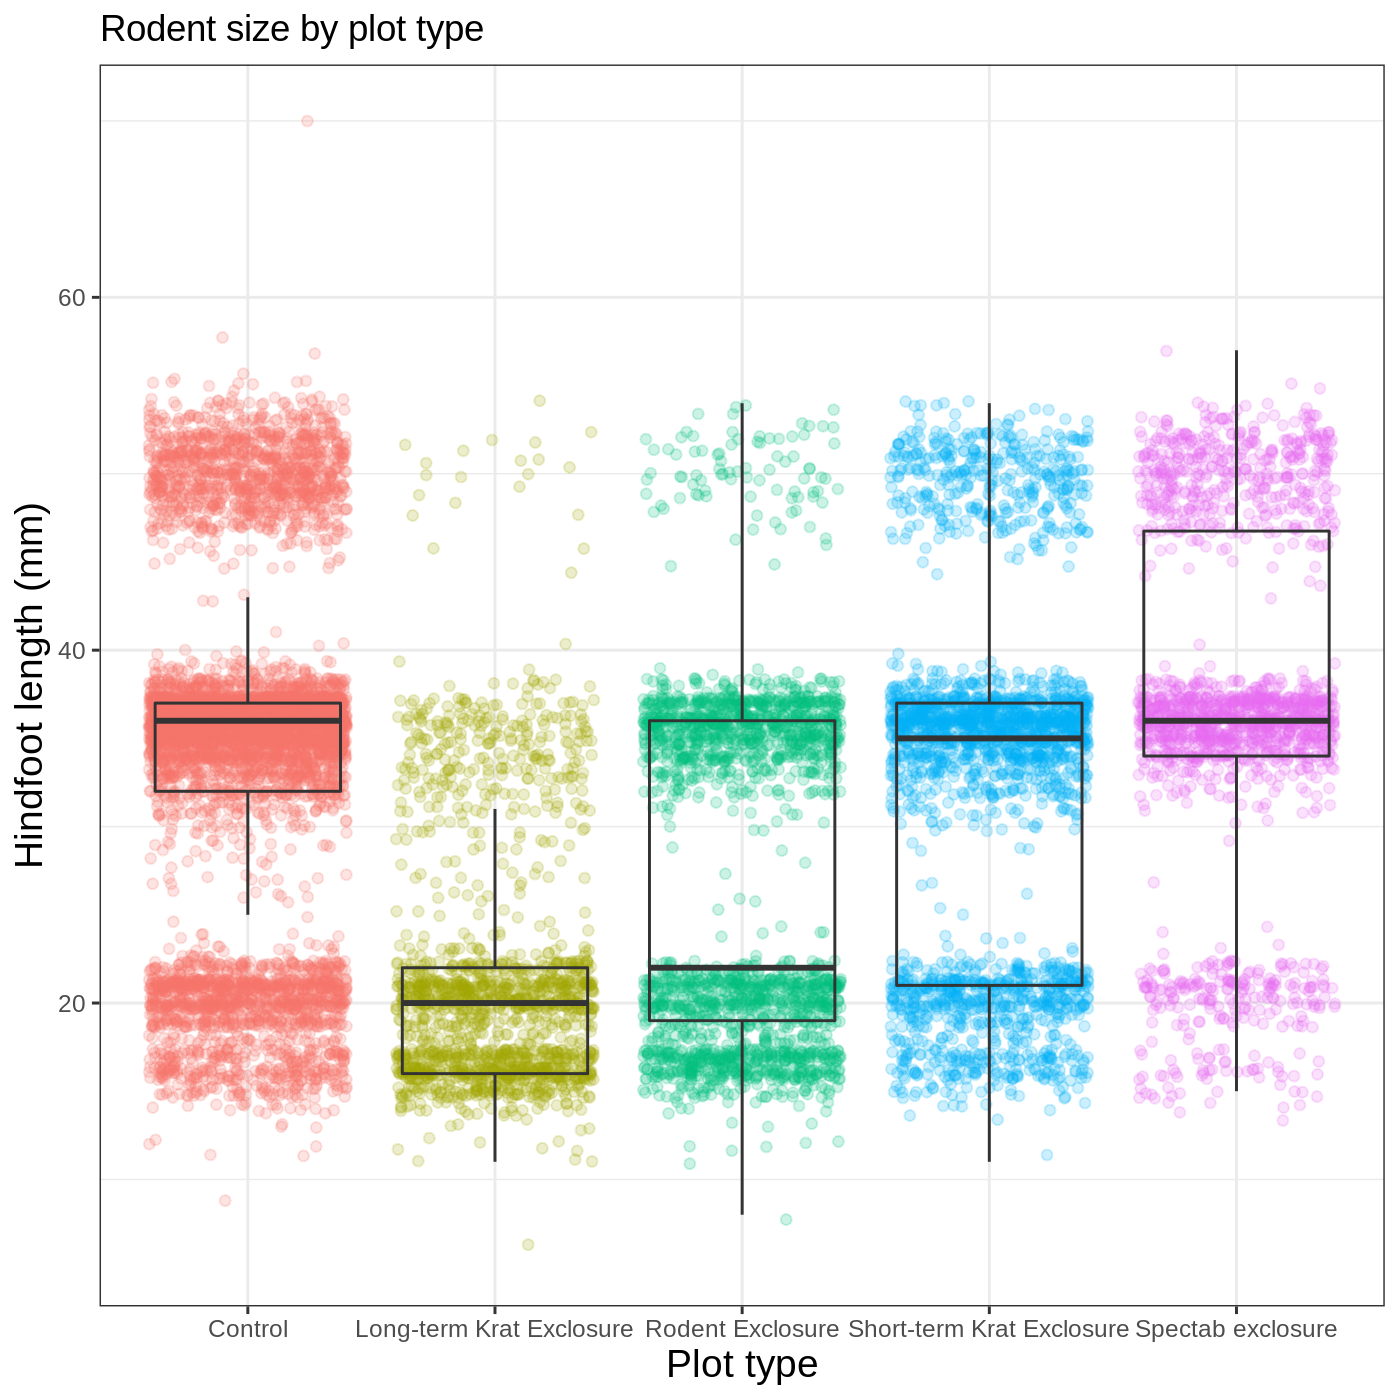 Rodent size by plot type
Hindfoot length (mm)
60
40
20
Control
Long-term Krat Exclosure
Rodent Exclosure
Short-term Krat Exclosure
Spectab exclosure
Plot type